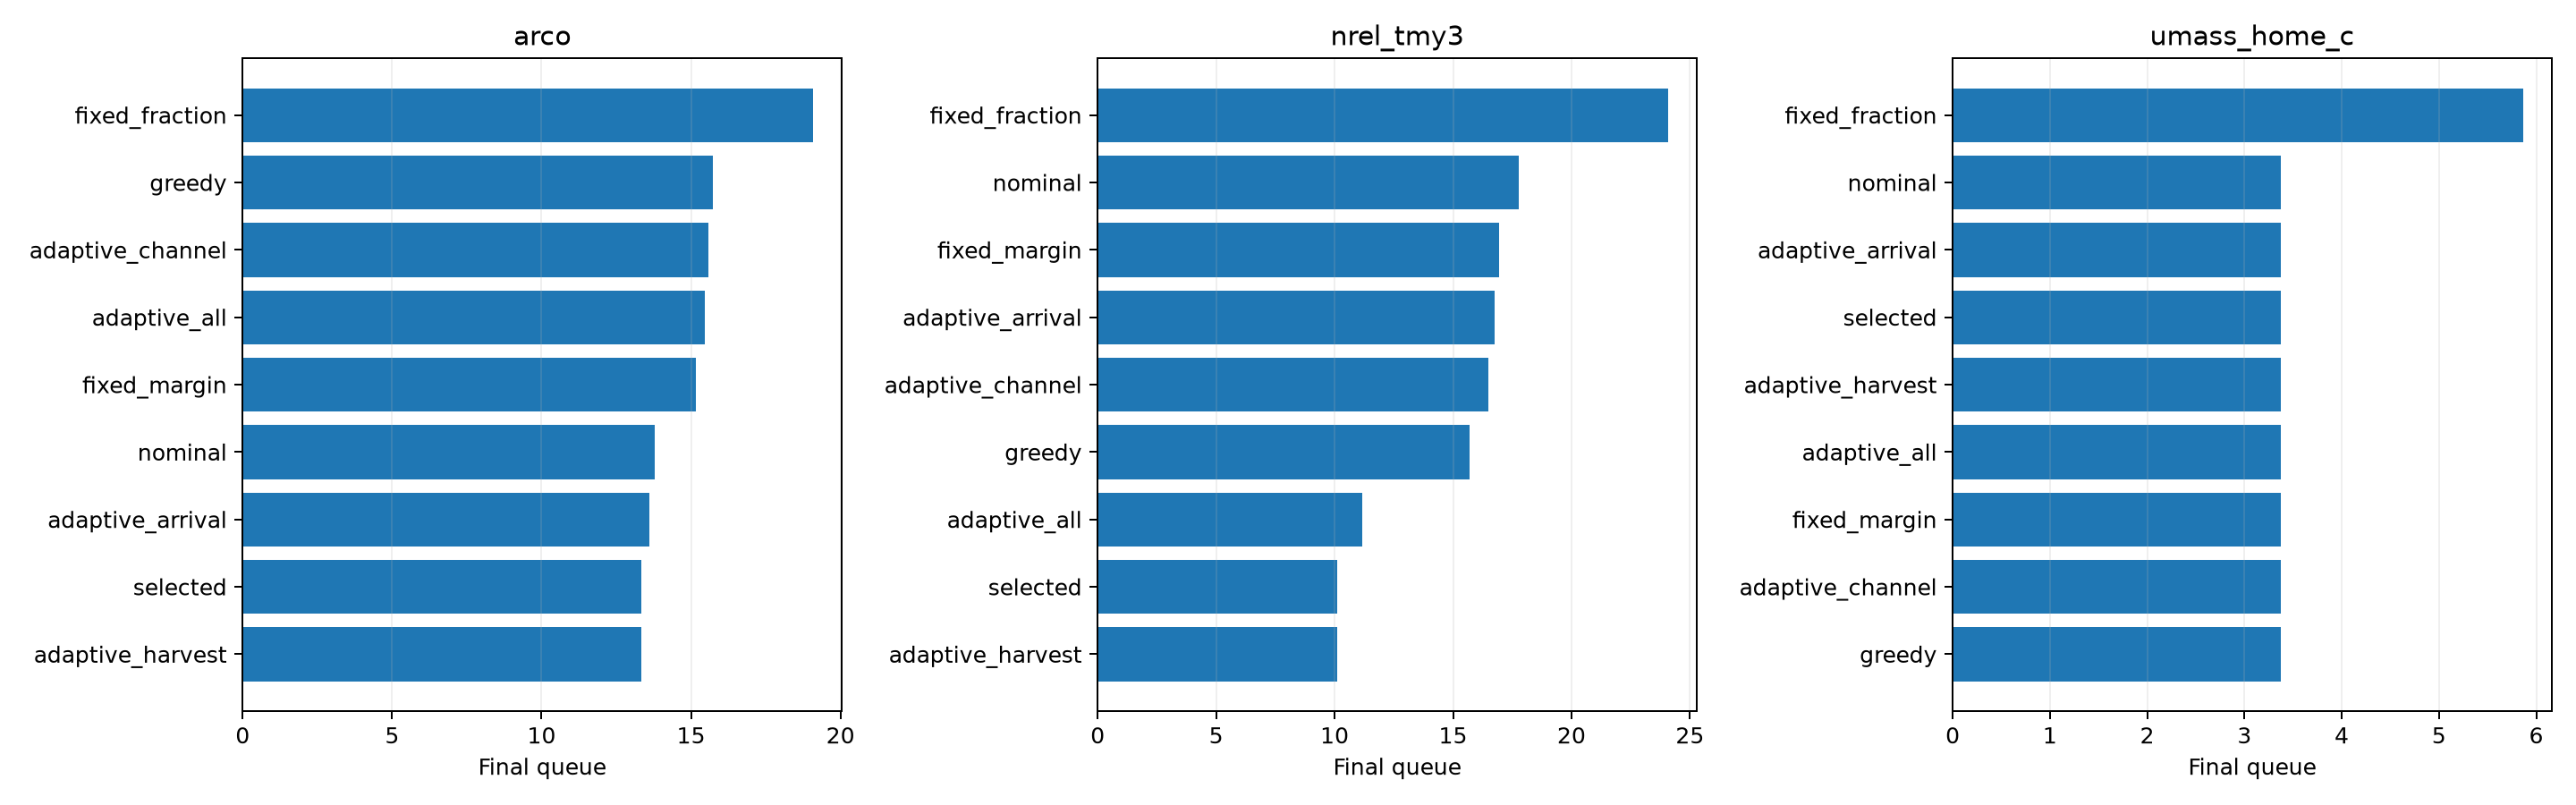 arco
fixed_fraction
greedy
adaptive_channel
adaptive_all
fixed_margin
nominal
adaptive_arrival
selected
adaptive_harvest
0 5 10 15 20
Final queue
nrel_tmy3
fixed_fraction
nominal
fixed_margin
adaptive_arrival
adaptive_channel
greedy
adaptive_all
selected
adaptive_harvest
0 5 10 15 20 25
Final queue
umass_home_c
fixed_fraction
nominal
adaptive_arrival
selected
adaptive_harvest
adaptive_all
fixed_margin
adaptive_channel
greedy
0 1 2 3 4 5 6
Final queue